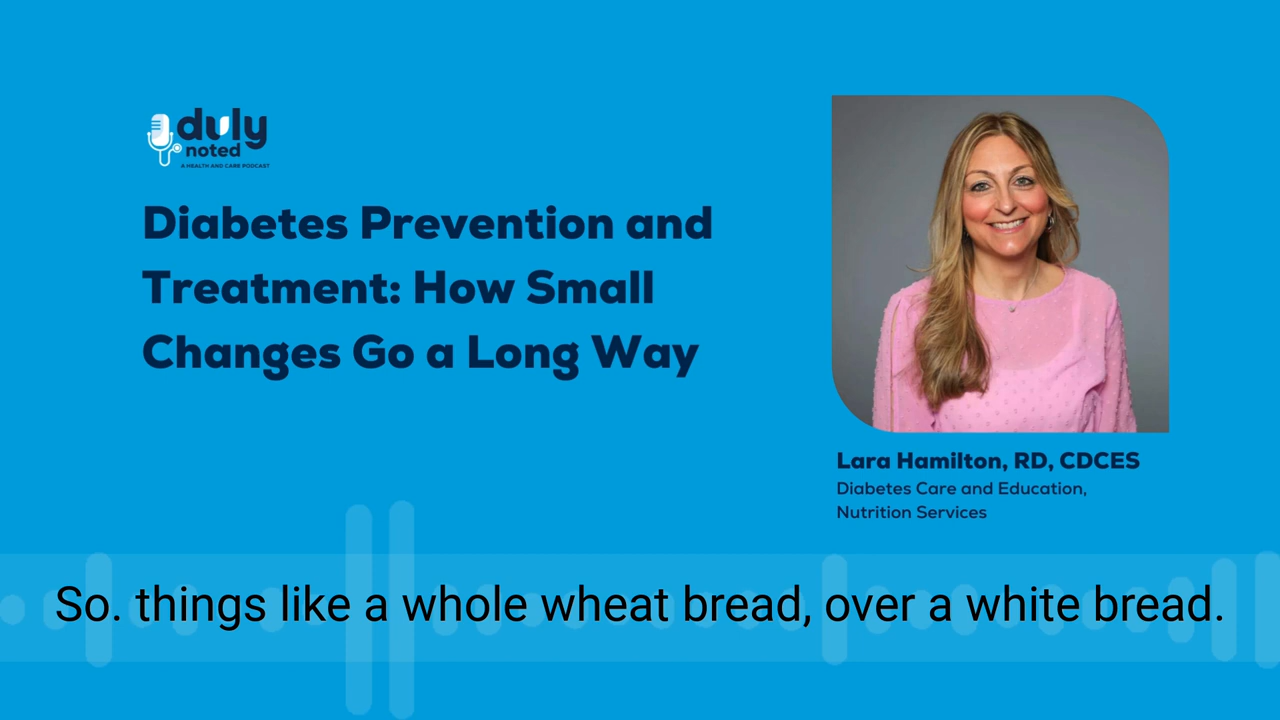 duly
noted
A HEALTH AND CARE PODCAST
Diabetes Prevention and
Treatment: How Small
Changes Go a Long Way
Lara Hamilton, RD, CDCES
Diabetes Care and Education,
Nutrition Services
So. things like a whole wheat bread, over a white bread.